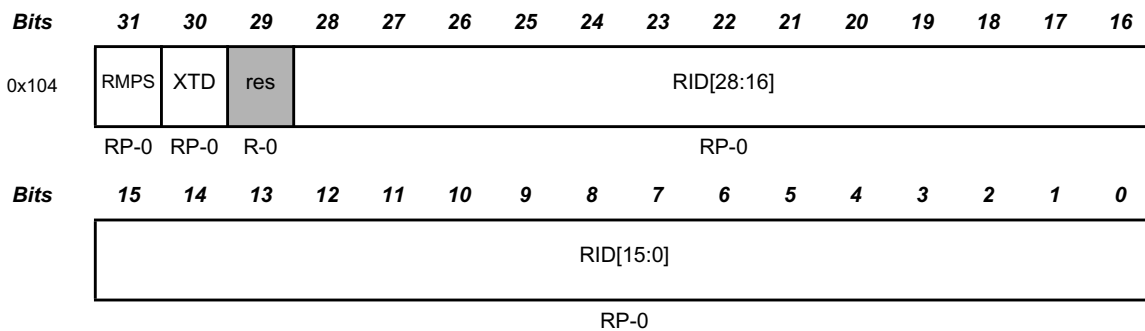 Bits 31 30 29 28 27 26 25 24 23 22 21 20 19 18 17 16
0x104 RMPS XTD res RID[28:16]
RP-0 RP-0 R-0 RP-0
Bits 15 14 13 12 11 10 9 8 7 6 5 4 3 2 1 0
RID[15:0]
RP-0